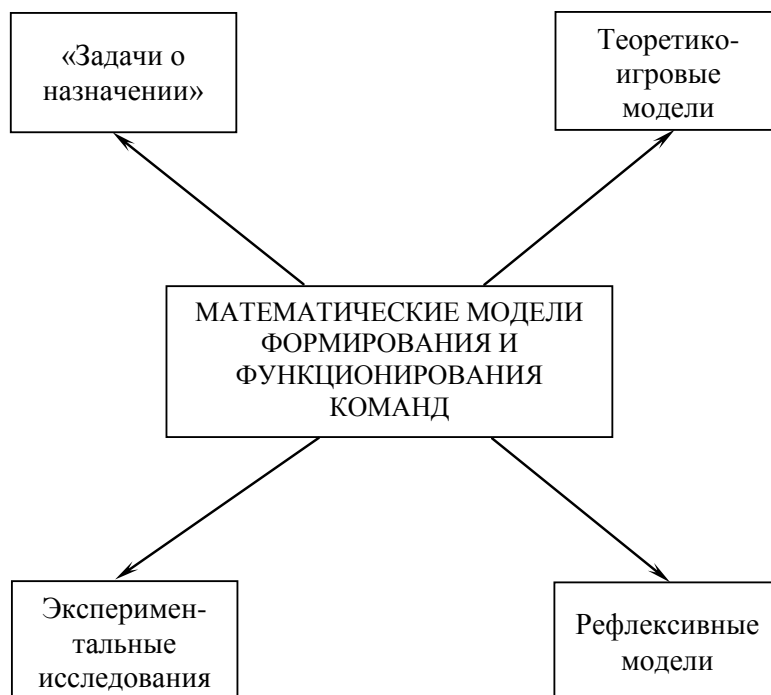 «Задачи о
назначении»
Теоретико-
игровые
модели
МАТЕМАТИЧЕСКИЕ МОДЕЛИ
ФОРМИРОВАНИЯ И
ФУНКЦИОНИРОВАНИЯ
КОМАНД
Эксперимен-
тальные
исследования
Рефлексивные
модели